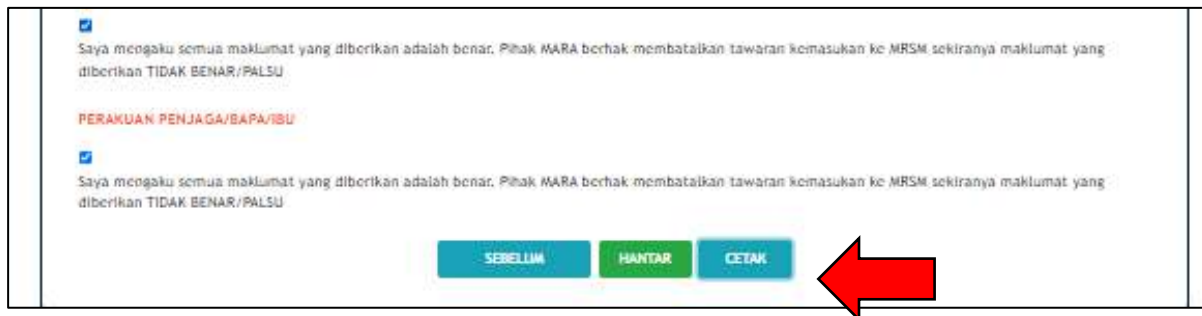 Saya mengaku semua maklumat yang diberikan adalah benar. Pihak MARA berhak membatalkan tawaran kemasukan ke MRSM sekiranya maklumat yang
diberikan TIDAK BENAR/PALSU
PERAKUAN PENJAGA/BAPA/IBU
Saya mengaku semua maklumat yang diberikan adalah benar. Pihak MARA berhak membatalkan tawaran kemasukan ke MRSM sekiranya maklumat yang
diberikan TIDAK BENAR/PALSU
SEBELUM HANTAR CETAK